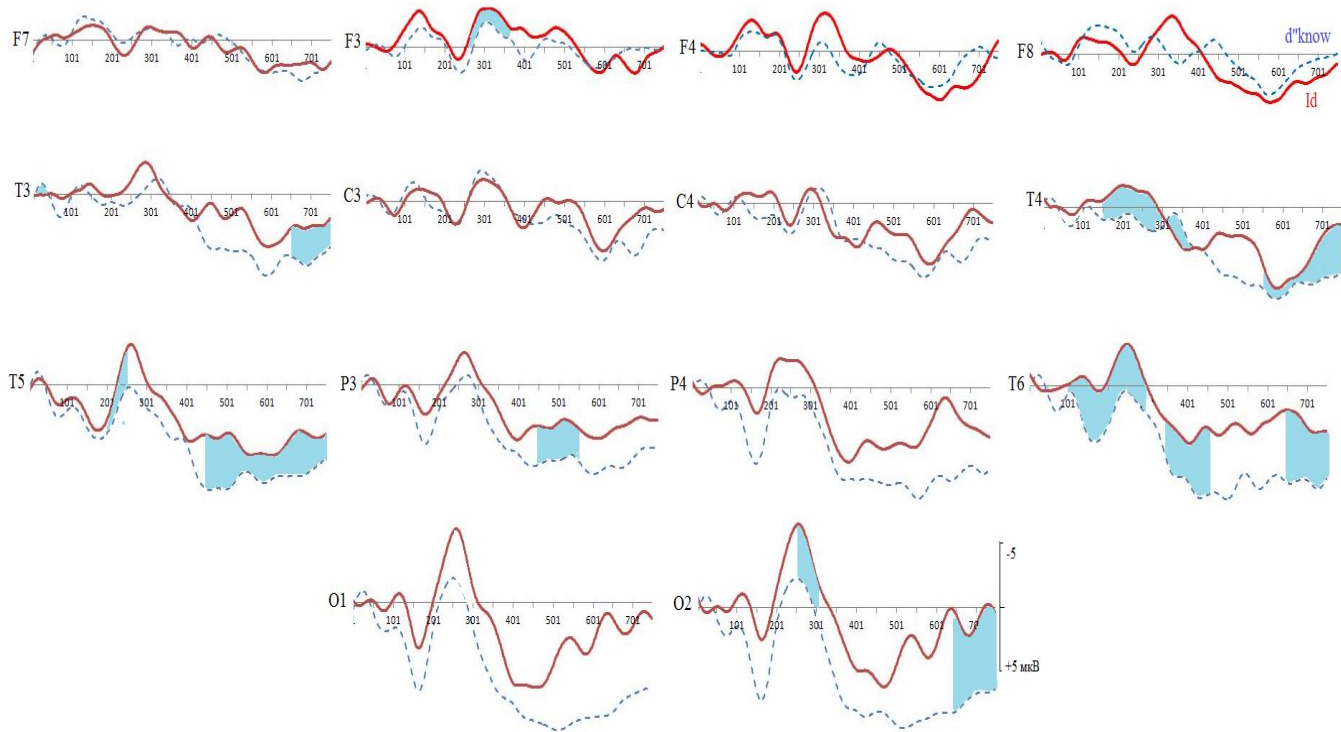 F7 101 201 301 401 501 601 701
F3 101 201 301 401 501 601 701
F4 101 201 301 401 501 601 701
F8 101 201 301 401 501 601 701
d"know
Id
T3 101 201 301 401 501 601 701
C3 101 201 301 401 501 601 701
C4 101 201 301 401 501 601 701
T4 101 201 301 401 501 601 701
T5 101 201 301 401 501 601 701
P3 101 201 301 401 501 601 701
P4 101 201 301 401 501 601 701
T6 101 401 501 601 701
O1 101 201 301 401 501 601 701
O2 101 201 301 401 501 601 70
-5
+5 мкВ